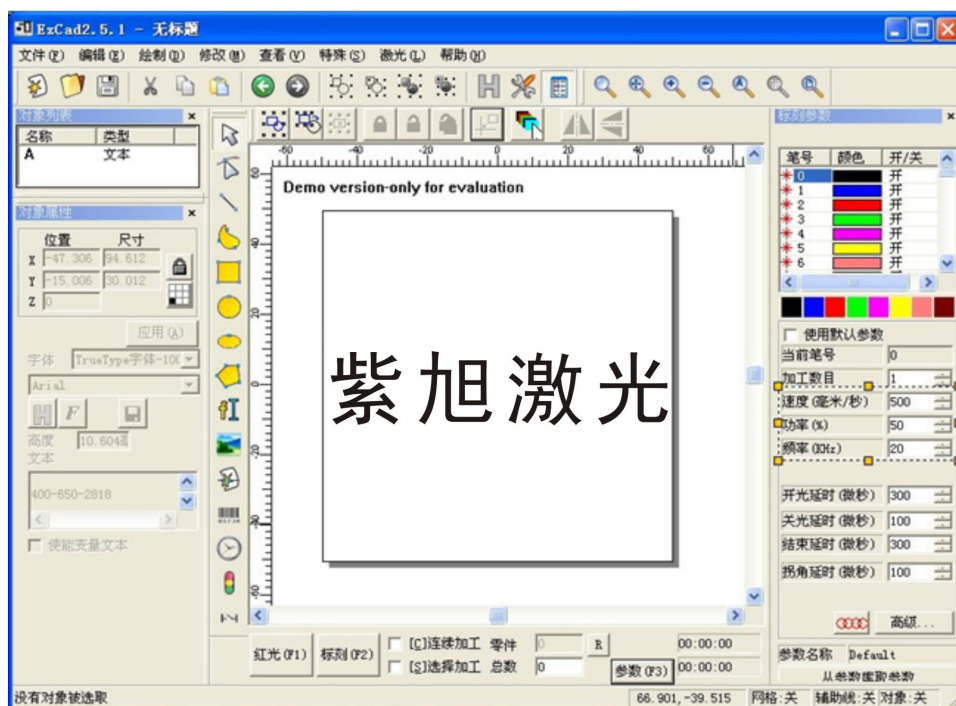 EzCad2.5.1 - 无标题
文件(F) 编辑(E) 绘制(D) 修改(M) 查看(V) 特殊(S) 激光(L) 帮助(H)
对象列表
名称 类型
A 文本
对象属性
位置 尺寸
X -47.306 94.612
Y -15.006 30.012
Z 0
应用(A)
字体 TrueType字体-10
Arial
高度 10.604
文本
400-650-2818
使能变量文本
-60 -40 -20 0 20 40 60
Demo version-only for evaluation
紫旭激光
标刻参数
笔号 颜色 开/关
0 开
1 开
2 开
3 开
4 开
5 开
6 开
使用默认参数
当前笔号 0
加工数目 1
速度(毫米/秒) 500
功率(%) 50
频率(KHz) 20
开光延时(微秒) 300
关光延时(微秒) 100
结束延时(微秒) 300
拐角延时(微秒) 100
高级...
参数名称 Default
从参数库取参数
红光(F1) 标刻(F2)
[C]连续加工 零件 0 R 00:00:00
[S]选择加工 总数 0 参数(F3) 00:00:00
没有对象被选取 66.901,-39.515 网格:关 辅助线:关 对象:关